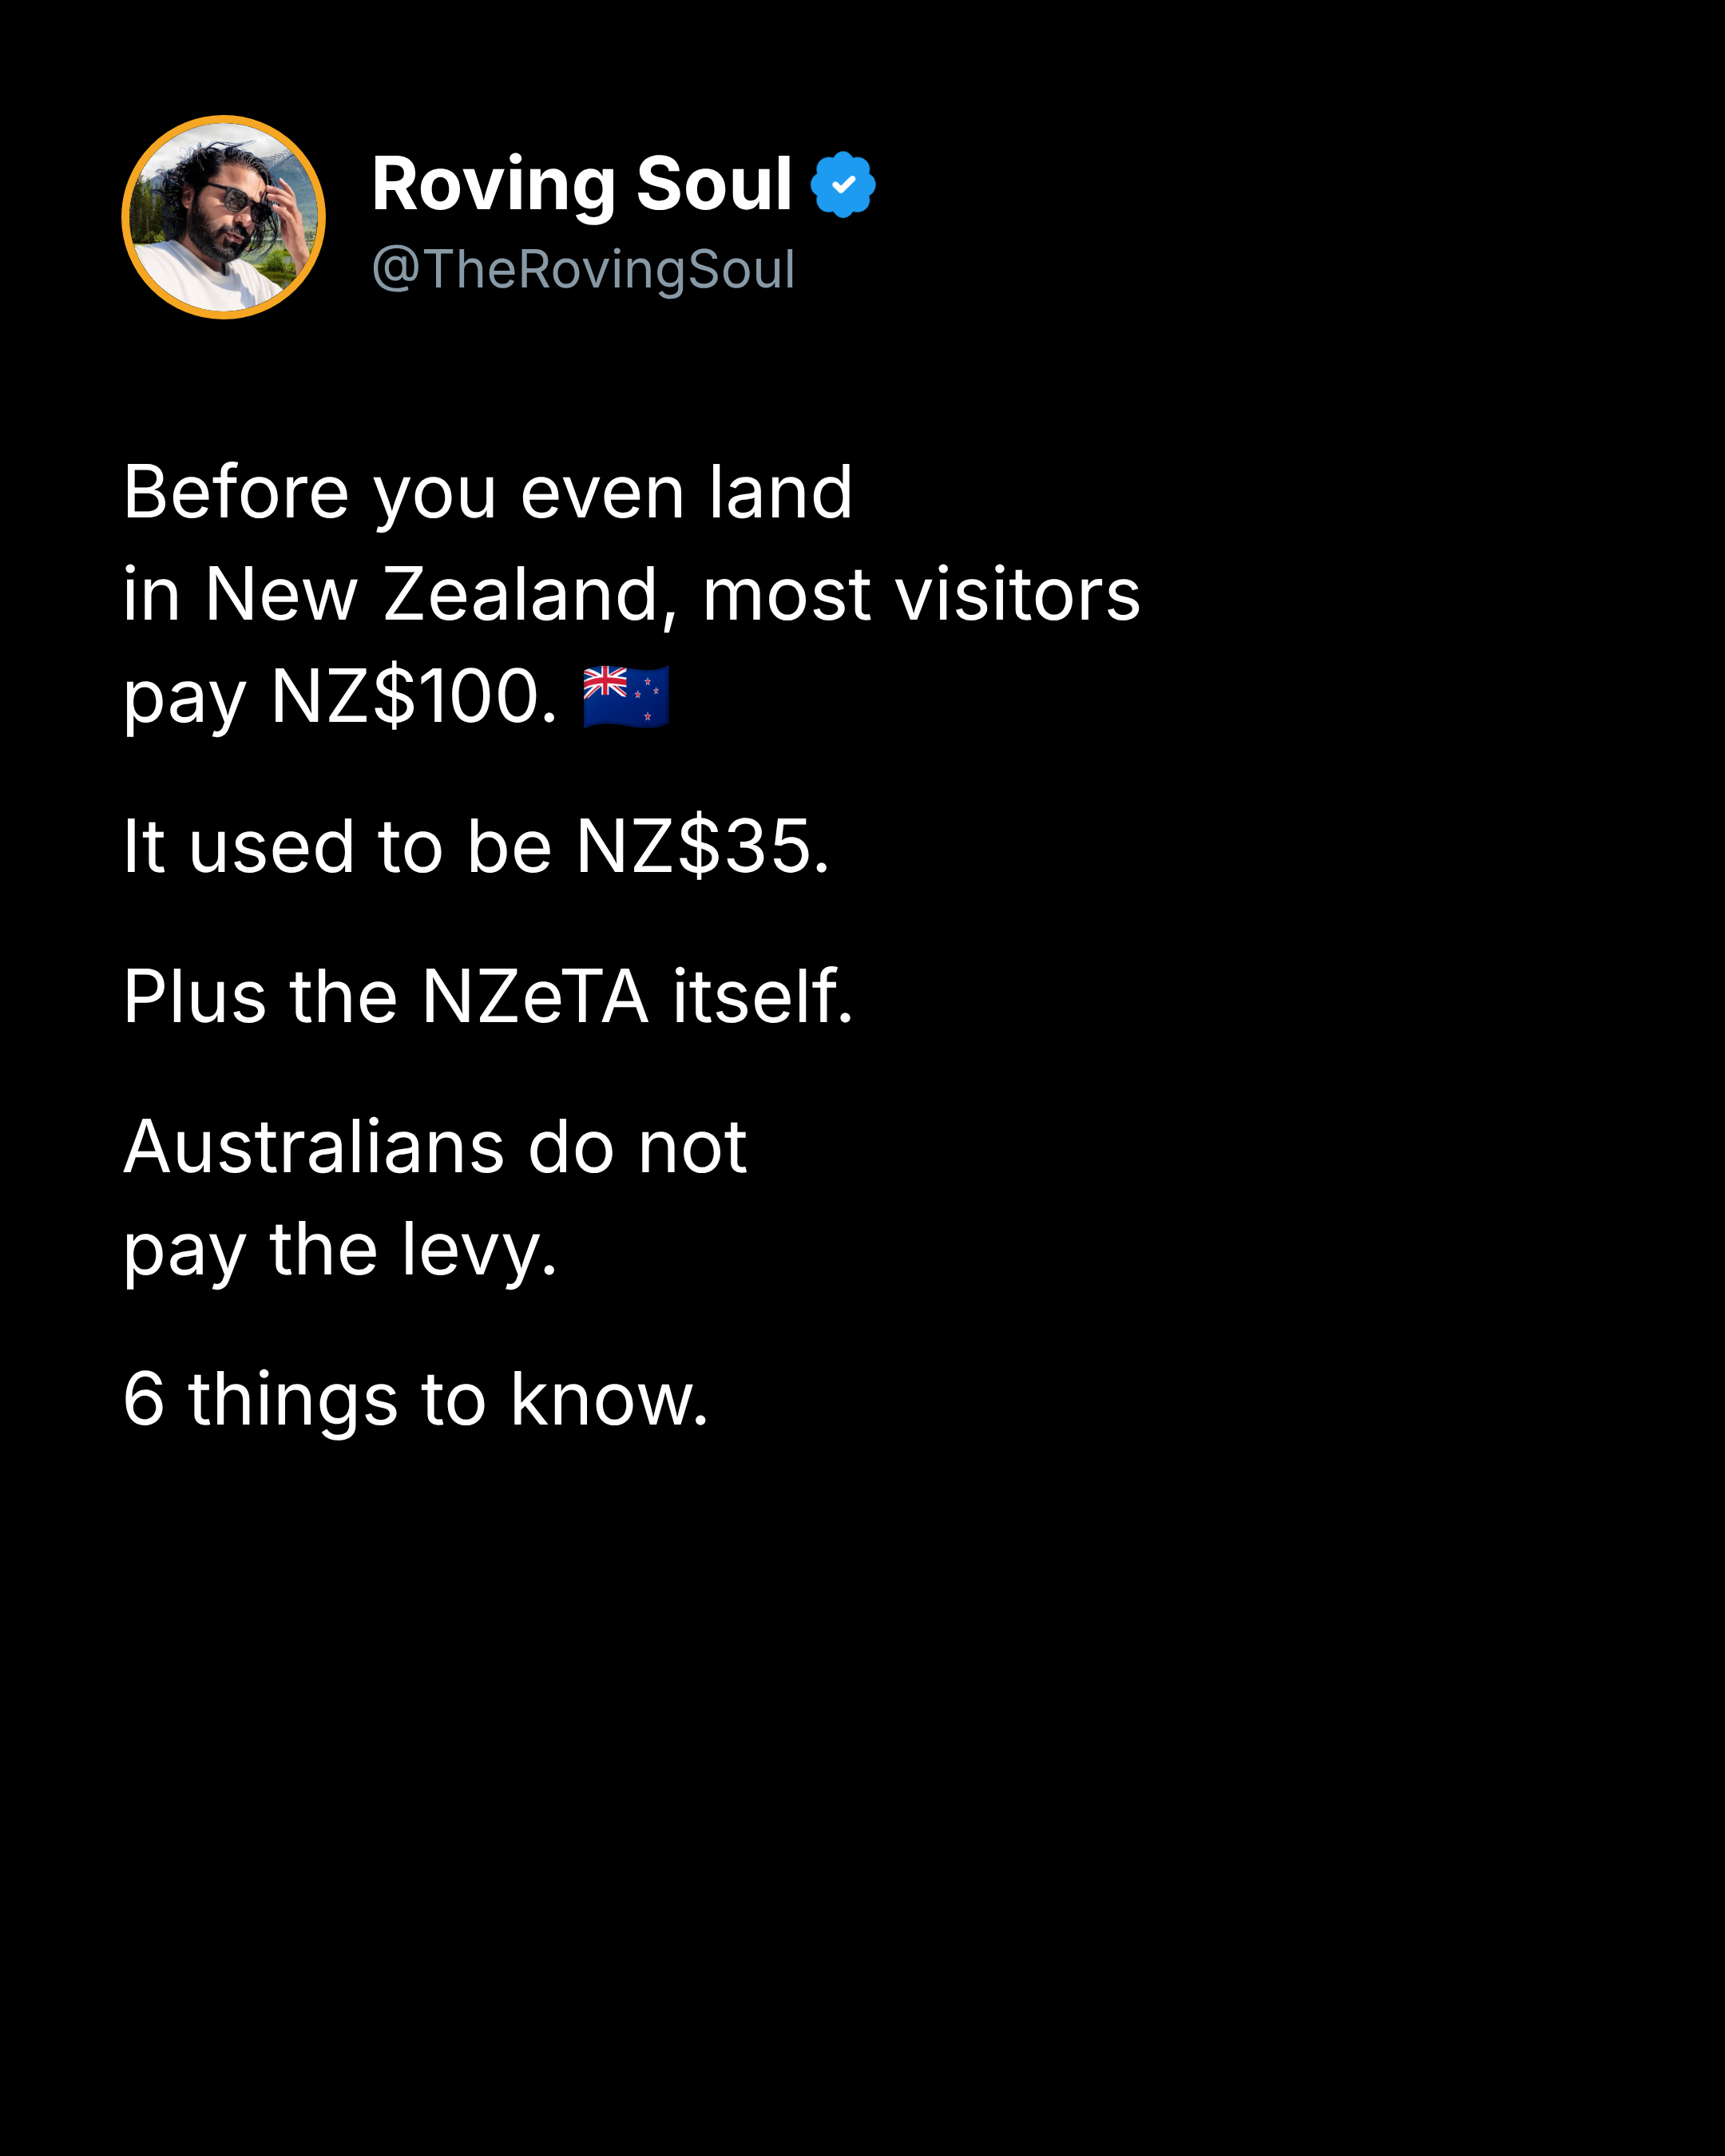 Roving Soul
@TheRovingSoul
Before you even land
in New Zealand, most visitors
pay NZ$100. 🇳🇿
It used to be NZ$35.
Plus the NZeTA itself.
Australians do not
pay the levy.
6 things to know.